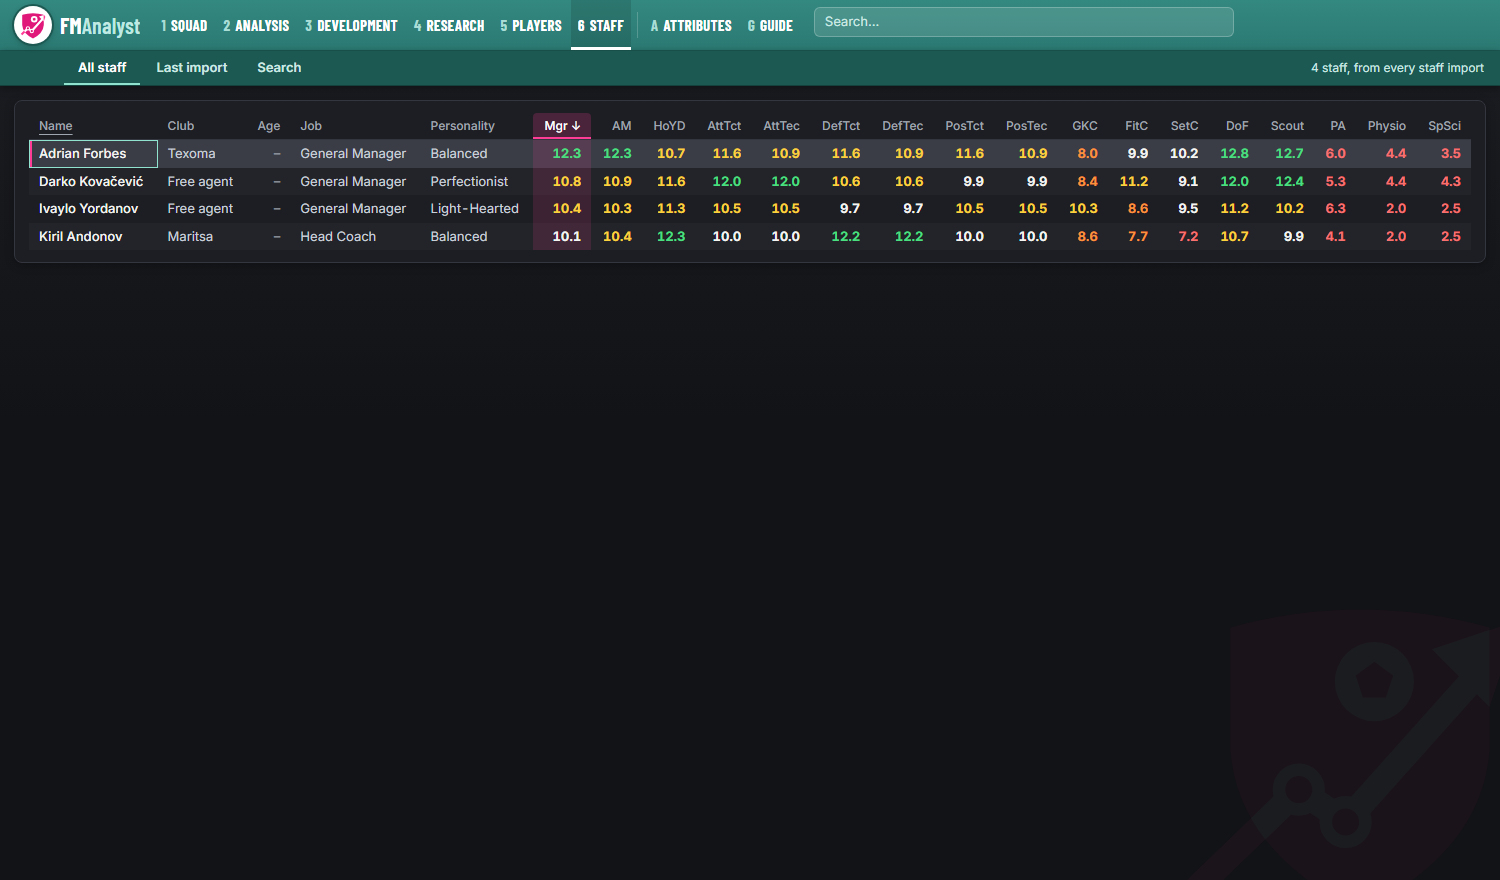 FMAnalyst 1 SQUAD 2 ANALYSIS 3 DEVELOPMENT 4 RESEARCH 5 PLAYERS 6 STAFF A ATTRIBUTES G GUIDE Search...
All staff Last import Search 4 staff, from every staff import
Name Club Age Job Personality Mgr ↓ AM HoYD AttTct AttTec DefTct DefTec PosTct PosTec GKC FitC SetC DoF Scout PA Physio SpSci
Adrian Forbes Texoma – General Manager Balanced 12.3 12.3 10.7 11.6 10.9 11.6 10.9 11.6 10.9 8.0 9.9 10.2 12.8 12.7 6.0 4.4 3.5
Darko Kovačević Free agent – General Manager Perfectionist 10.8 10.9 11.6 12.0 12.0 10.6 10.6 9.9 9.9 8.4 11.2 9.1 12.0 12.4 5.3 4.4 4.3
Ivaylo Yordanov Free agent – General Manager Light-Hearted 10.4 10.3 11.3 10.5 10.5 9.7 9.7 10.5 10.5 10.3 8.6 9.5 11.2 10.2 6.3 2.0 2.5
Kiril Andonov Maritsa – Head Coach Balanced 10.1 10.4 12.3 10.0 10.0 12.2 12.2 10.0 10.0 8.6 7.7 7.2 10.7 9.9 4.1 2.0 2.5